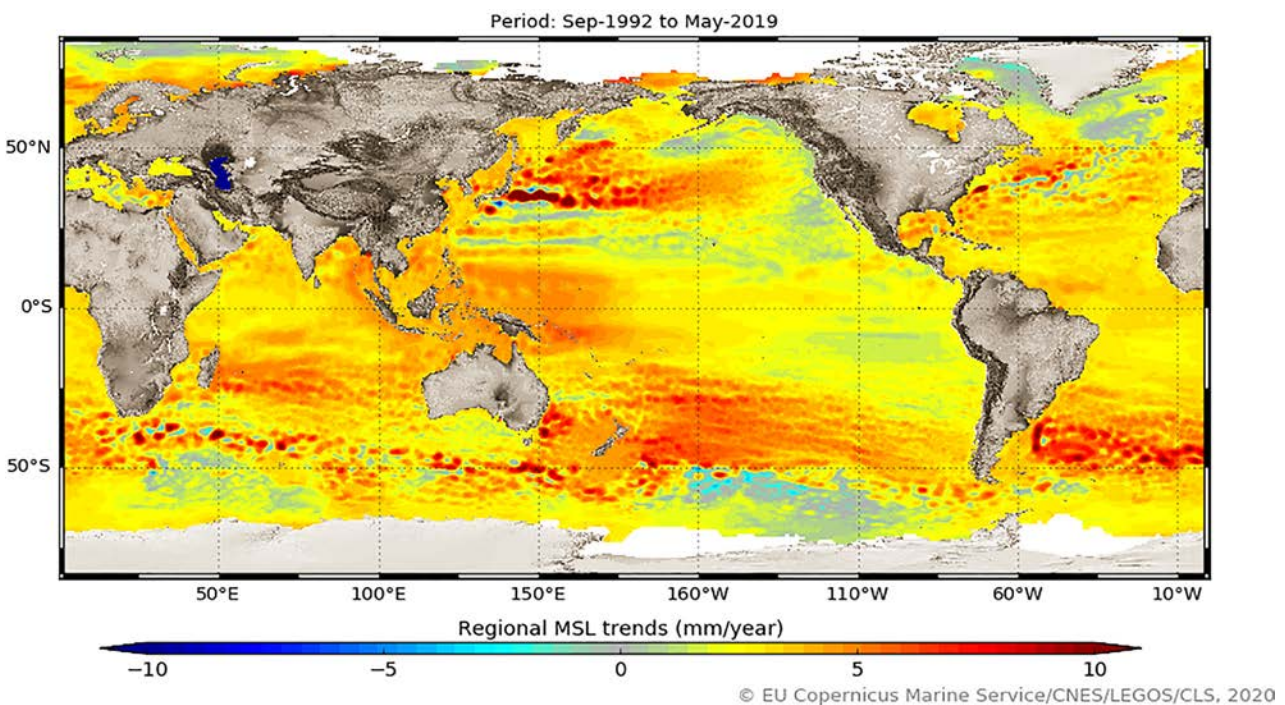 Period: Sep-1992 to May-2019
50°N
0°S
50°S
50°E 100°E 150°E 160°W 110°W 60°W 10°W
Regional MSL trends (mm/year)
−10 −5 0 5 10
© EU Copernicus Marine Service/CNES/LEGOS/CLS, 2020